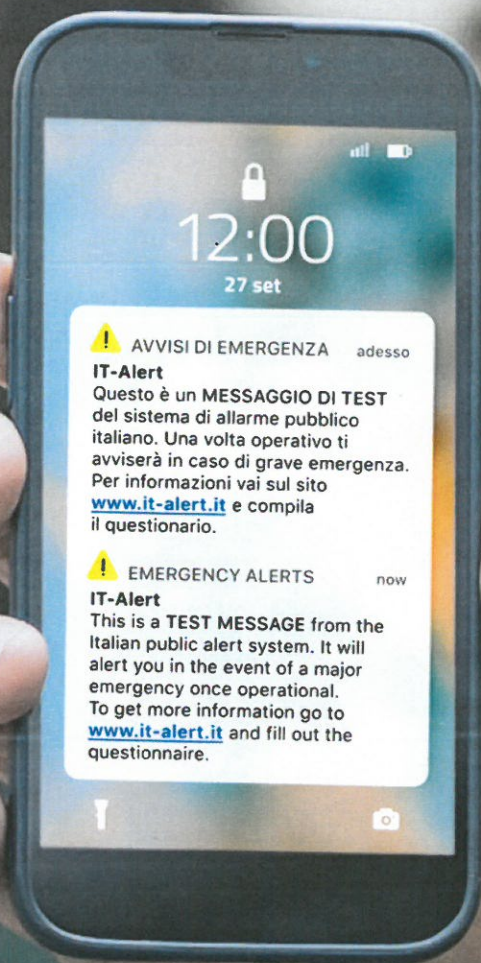 12:00
27 set
AVVISI DI EMERGENZA adesso
IT-Alert
Questo è un MESSAGGIO DI TEST
del sistema di allarme pubblico
italiano. Una volta operativo ti
avviserà in caso di grave emergenza.
Per informazioni vai sul sito
www.it-alert.it e compila
il questionario.
EMERGENCY ALERTS now
IT-Alert
This is a TEST MESSAGE from the
Italian public alert system. It will
alert you in the event of a major
emergency once operational.
To get more information go to
www.it-alert.it and fill out the
questionnaire.